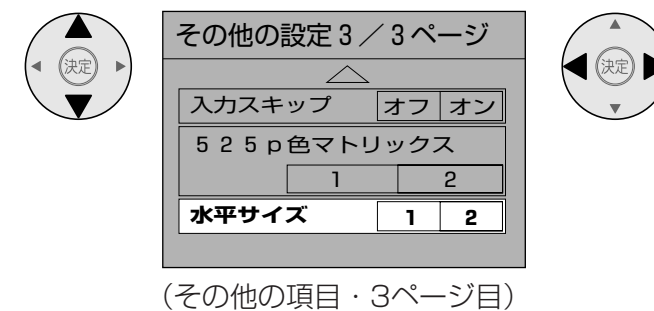 決定
その他の設定3／3ページ
入力スキップ オフ オン
525p色マトリックス
1 2
水平サイズ 1 2
決定
(その他の項目・3ページ目)